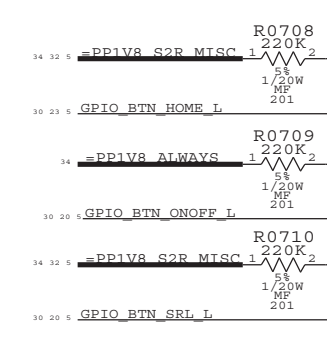 R0708
220K
34 32 5 =PP1V8_S2R_MISC 1 2
5%
1/20W
MF
201
30 23 5 GPIO_BTN_HOME_L
R0709
220K
34 =PP1V8_ALWAYS 1 2
5%
1/20W
MF
201
30 20 5 GPIO_BTN_ONOFF_L
R0710
220K
34 32 5 =PP1V8_S2R_MISC 1 2
5%
1/20W
MF
201
30 20 5 GPIO_BTN_SRL_L